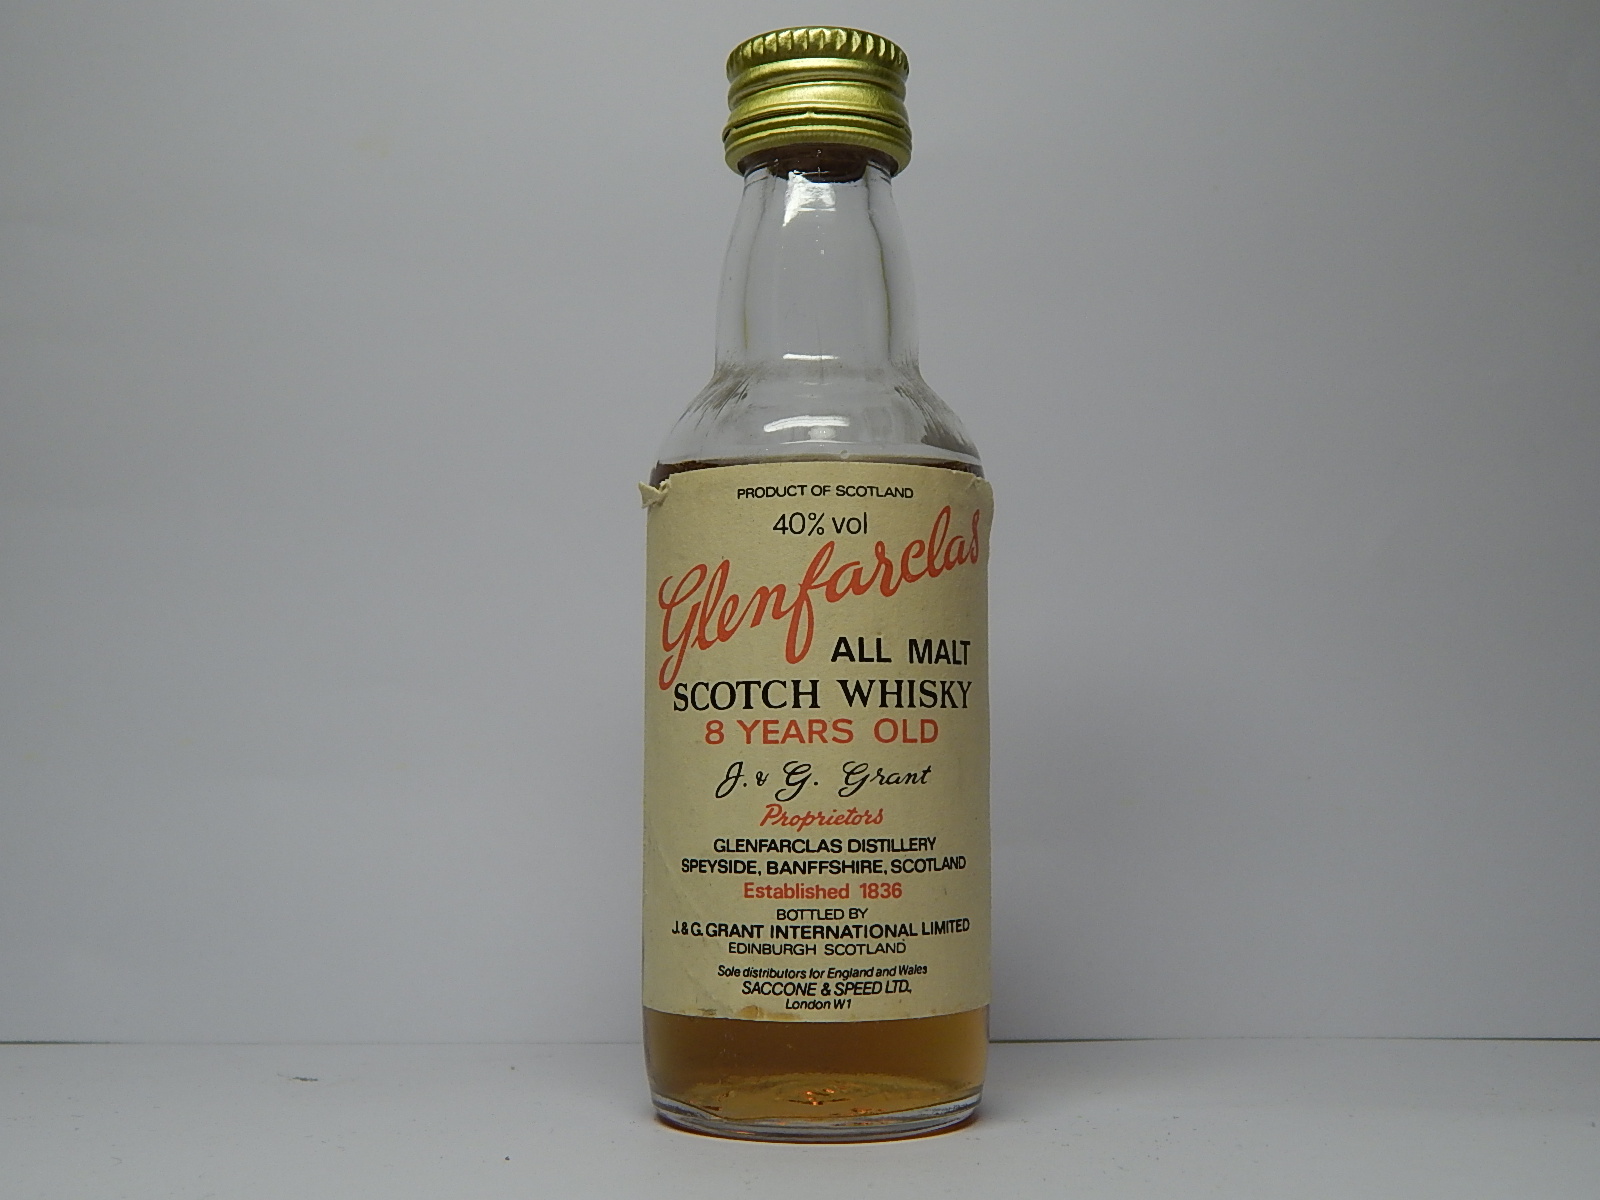 PRODUCT OF SCOTLAND
40% vol
Glenfarclas
ALL MALT
SCOTCH WHISKY
8 YEARS OLD
J. & G. Grant
Proprietors
GLENFARCLAS DISTILLERY
SPEYSIDE, BANFFSHIRE, SCOTLAND
Established 1836
BOTTLED BY
J. & G. GRANT INTERNATIONAL LIMITED
EDINBURGH SCOTLAND
Sole distributors for England and Wales
SACCONE & SPEED LTD.,
London W1